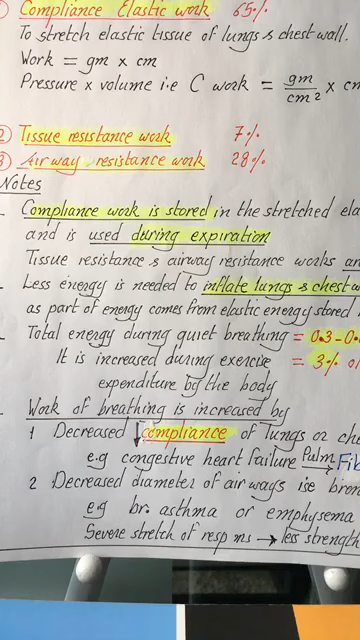 ) Compliance Elastic work 65%
To stretch elastic tissue of lungs & chest wall.
Work = gm x cm
Pressure x volume i.e C work = gm/cm2 x cm
2) Tissue resistance work 7%
3) Airway resistance work 28%
Notes
Compliance work is stored in the stretched ela
and is used during expiration
Tissue resistance & airway resistance works an
Less energy is needed to inflate lungs & chest w
as part of energy comes from elastic energy stored
Total energy during quiet breathing = 0.3-0.
It is increased during exercise = 3% o
expenditure by the body
Work of breathing is increased by
1 Decreased ↓compliance of lungs or che
e.g congestive heart failure Pulm → Fib
2 Decreased diameter of airways i.e bron
e.g br. asthma or emphysema
Severe stretch of resp ms → less strength